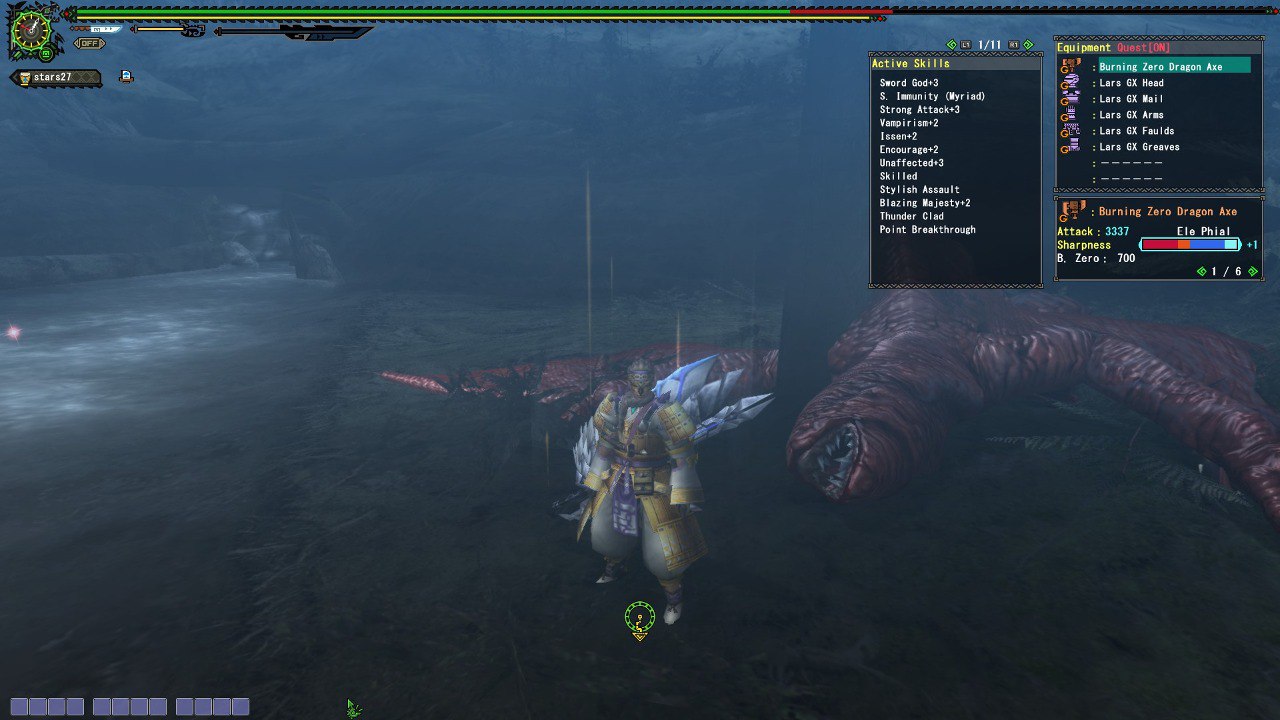 OFF
stars27
L1 1/11 R1
Active Skills
Sword God+3
S. Immunity (Myriad)
Strong Attack+3
Vampirism+2
Issen+2
Encourage+2
Unaffected+3
Skilled
Stylish Assault
Blazing Majesty+2
Thunder Clad
Point Breakthrough
Equipment Quest[ON]
: Burning Zero Dragon Axe
: Lars GX Head
: Lars GX Mail
: Lars GX Arms
: Lars GX Faulds
: Lars GX Greaves
: ——————
: ——————
: Burning Zero Dragon Axe
Attack : 3337 Ele Phial
Sharpness +1
B. Zero : 700
1 / 6